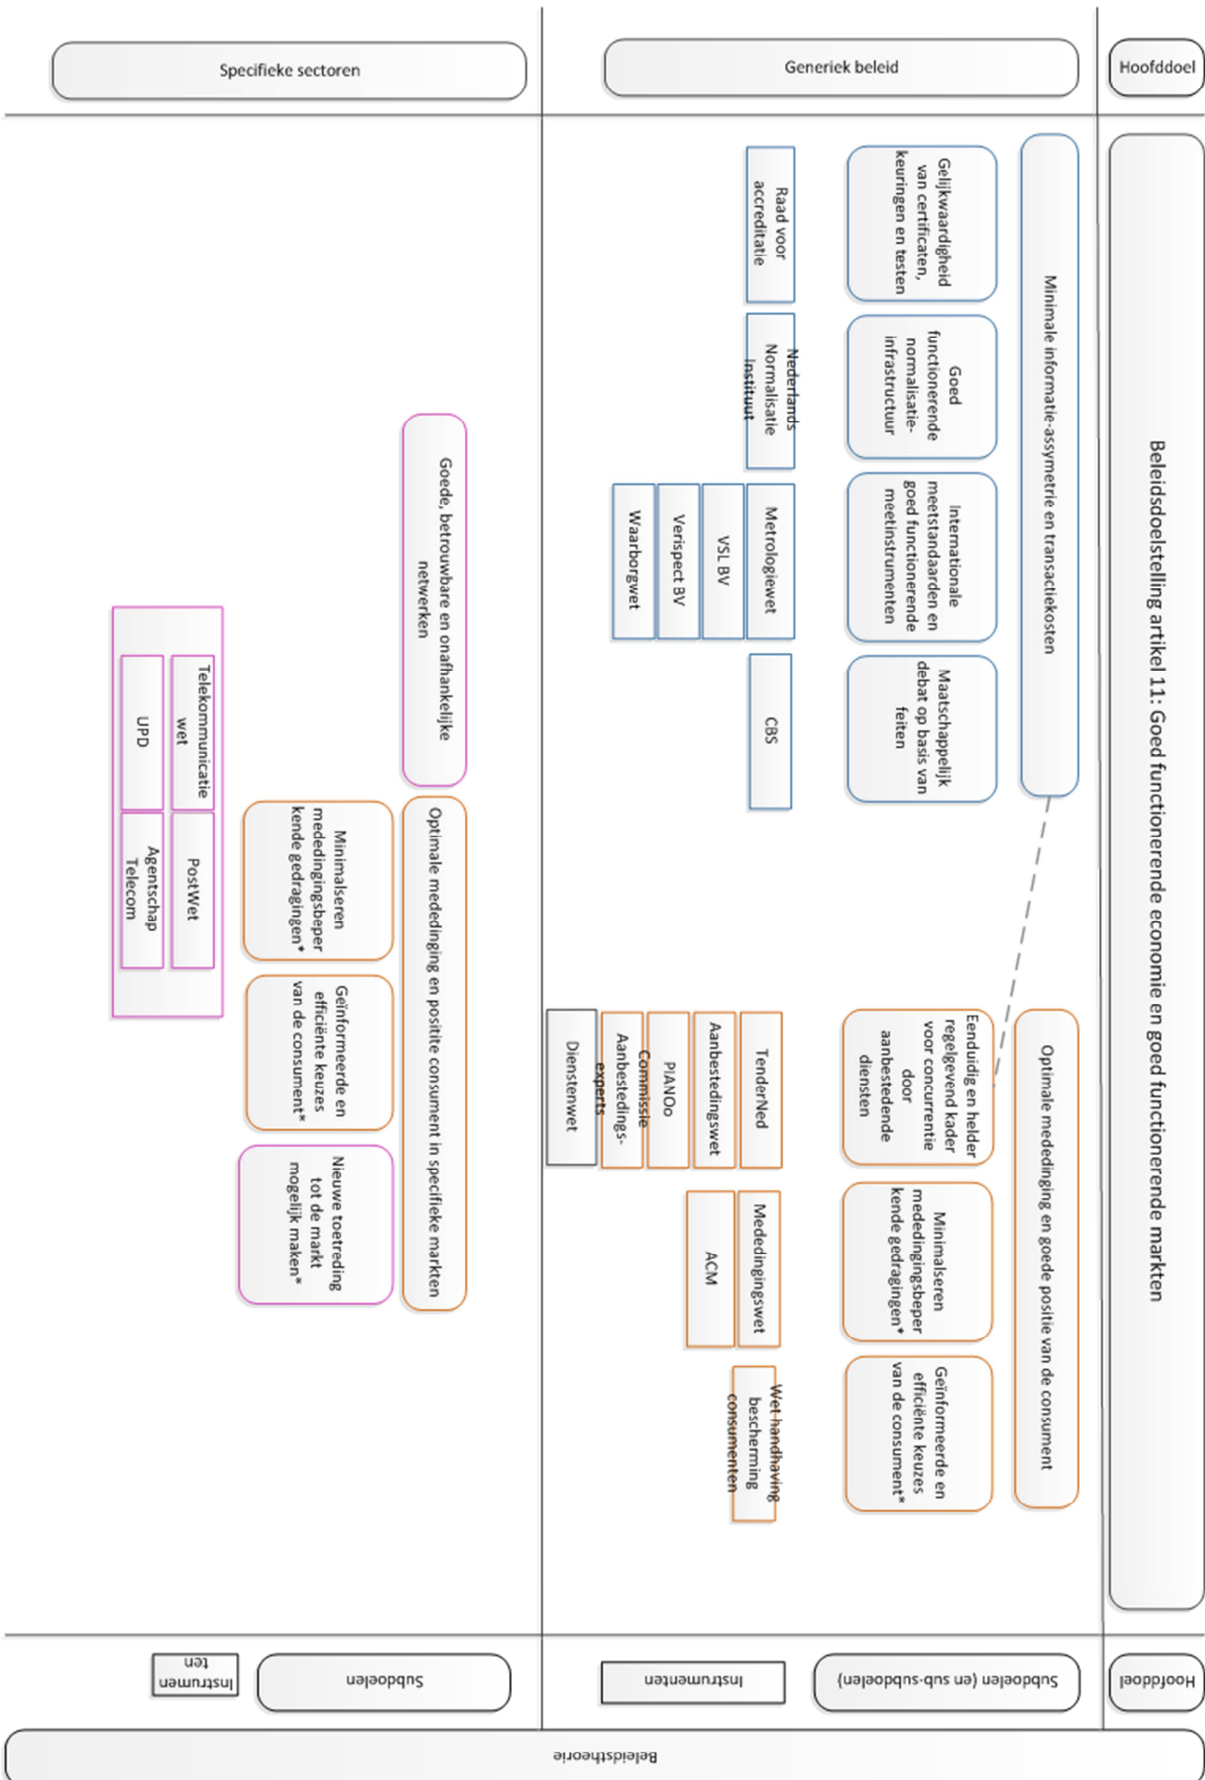 Hoofddoel
Generiek beleid
Specifieke sectoren
Beleidsdoelstelling artikel 11: Goed functionerende economie en goed functionerende markten
Minimale informatie-assymetrie en transactiekosten
Gelijkwaardigheid
van certificaten,
keuringen en testen
Goed
functionerende
normalisatie-
infrastructuur
Internationale
meetstandaarden en
goed functionerende
meetinstrumenten
Maatschappelijk
debat op basis van
feiten
Raad voor
accreditatie
Nederlands
Normalisatie
Instituut
Metrologiewet
VSL BV
Verispect BV
Waarborgwet
CBS
Optimale mededinging en goede positie van de consument
Eenduidig en helder
regelgevend kader
voor concurrentie
door
aanbestedende
diensten
Minimalseren
mededingingsbeper
kende gedragingen*
Geïnformeerde en
efficiënte keuzes
van de consument*
TenderNed
Aanbestedingswet
PIANOo
Commissie
Aanbestedings-
experts
Dienstenwet
Mededingingswet
ACM
Wet handhaving
bescherming
consumenten
Goede, betrouwbare en onafhankelijke
netwerken
Optimale mededinging en positite consument in specifieke markten
Minimalseren
mededingingsbeper
kende gedragingen*
Geïnformeerde en
efficiënte keuzes
van de consument*
Nieuwe toetreding
tot de markt
mogelijk maken*
Telekommunicatie
wet
PostWet
UPD
Agentschap
Telecom
Hoofddoel
Subdoelen (en sub-subdoelen)
Instrumenten
Subdoelen
Instrumen
ten
Beleidstheorie